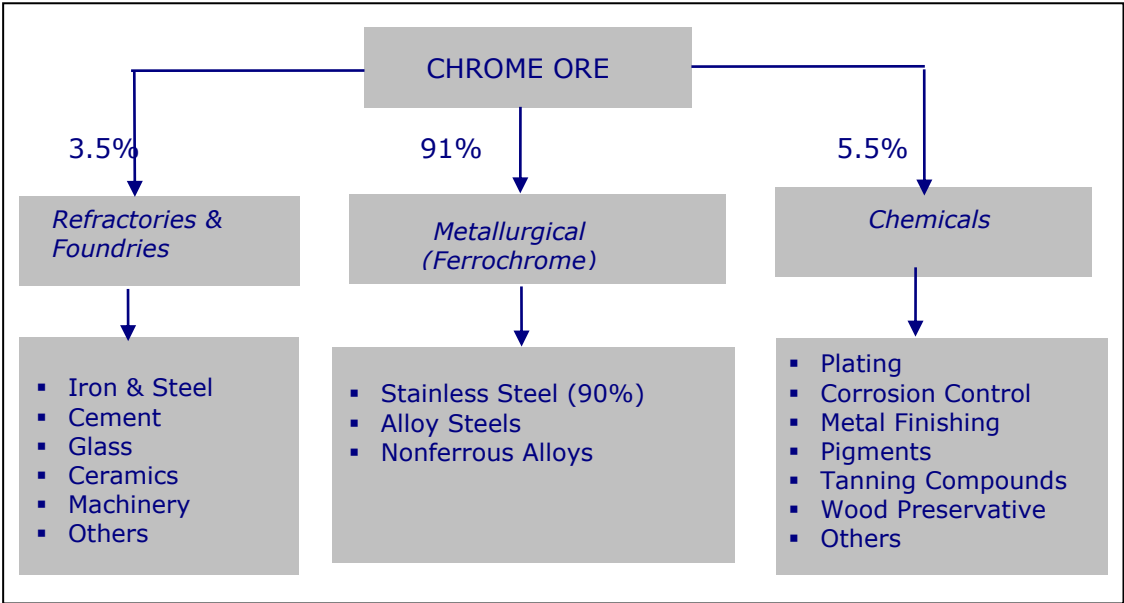 CHROME ORE
3.5%
91%
5.5%
Refractories &
Foundries
Metallurgical
(Ferrochrome)
Chemicals
▪ Iron & Steel
▪ Cement
▪ Glass
▪ Ceramics
▪ Machinery
▪ Others
▪ Stainless Steel (90%)
▪ Alloy Steels
▪ Nonferrous Alloys
▪ Plating
▪ Corrosion Control
▪ Metal Finishing
▪ Pigments
▪ Tanning Compounds
▪ Wood Preservative
▪ Others